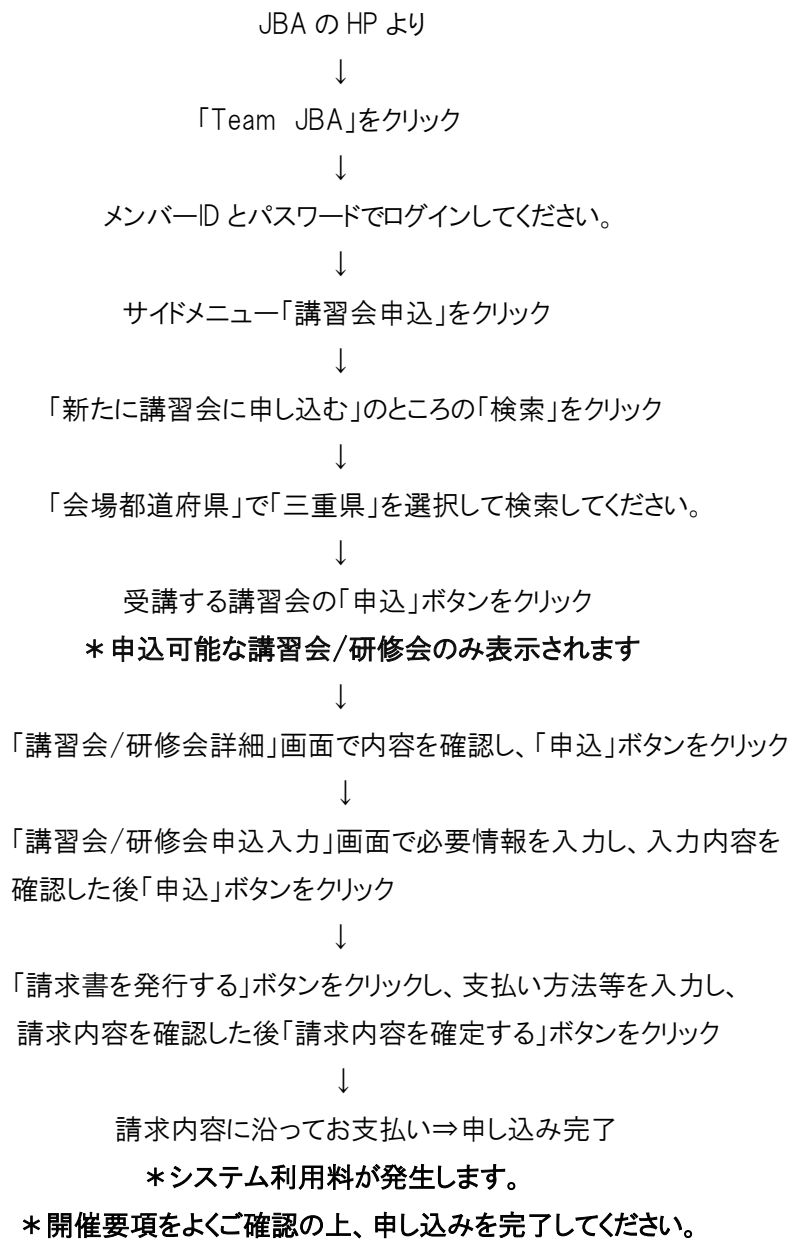 JBA の HP より
↓
「Team　JBA」をクリック
↓
メンバーID とパスワードでログインしてください。
↓
サイドメニュー「講習会申込」をクリック
↓
「新たに講習会に申し込む」のところの「検索」をクリック
↓
「会場都道府県」で「三重県」を選択して検索してください。
↓
受講する講習会の「申込」ボタンをクリック
＊申込可能な講習会/研修会のみ表示されます
↓
「講習会/研修会詳細」画面で内容を確認し、「申込」ボタンをクリック
↓
「講習会/研修会申込入力」画面で必要情報を入力し、入力内容を
確認した後「申込」ボタンをクリック
↓
「請求書を発行する」ボタンをクリックし、支払い方法等を入力し、
請求内容を確認した後「請求内容を確定する」ボタンをクリック
↓
請求内容に沿ってお支払い⇒申し込み完了
＊システム利用料が発生します。
＊開催要項をよくご確認の上、申し込みを完了してください。